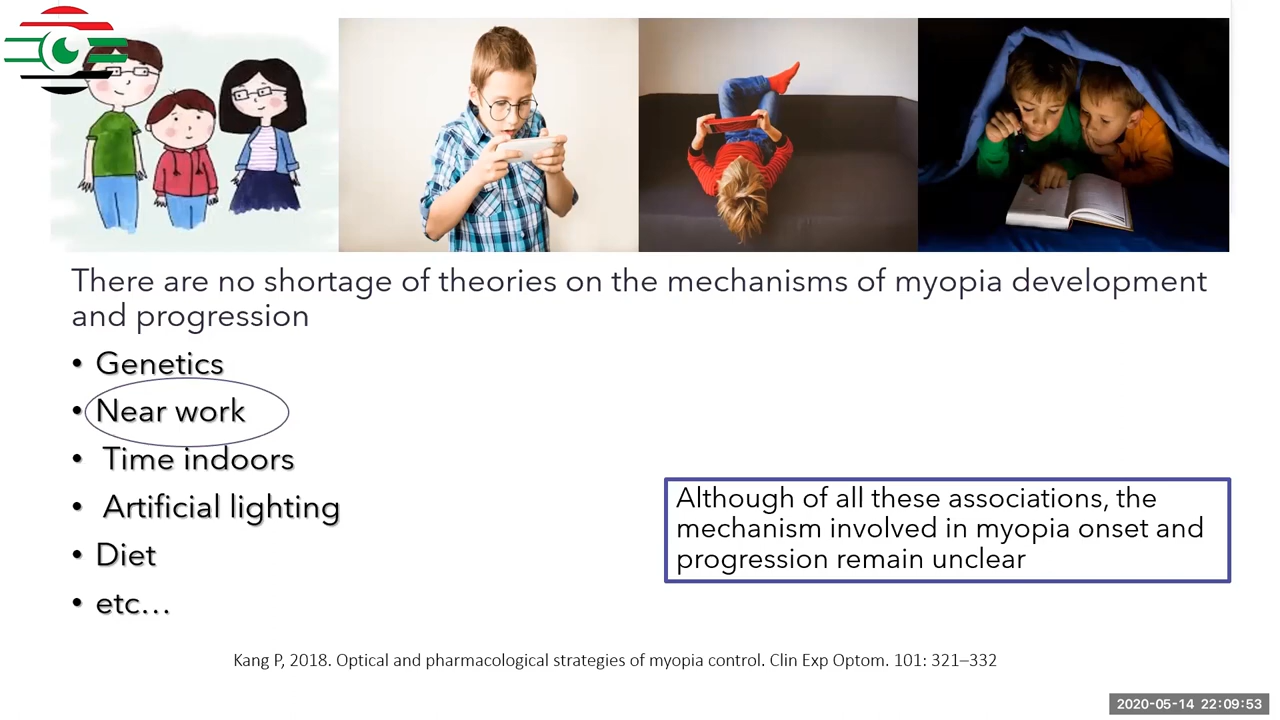 There are no shortage of theories on the mechanisms of myopia development
and progression
• Genetics
• Near work
• Time indoors
• Artificial lighting
• Diet
• etc…
Although of all these associations, the
mechanism involved in myopia onset and
progression remain unclear
Kang P, 2018. Optical and pharmacological strategies of myopia control. Clin Exp Optom. 101: 321–332
2020-05-14 22:09:53